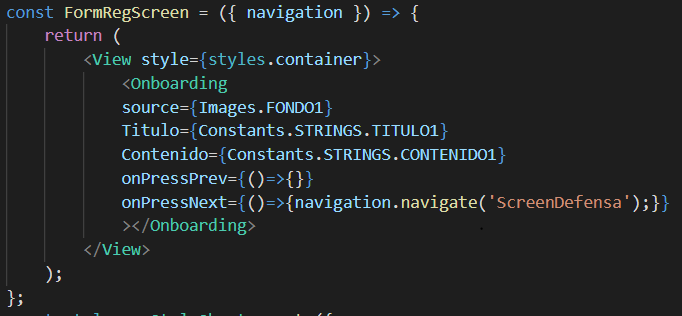 const FormRegScreen = ({ navigation }) => {
    return (
        <View style={styles.container}>
            <Onboarding
            source={Images.FONDO1}
            Titulo={Constants.STRINGS.TITULO1}
            Contenido={Constants.STRINGS.CONTENIDO1}
            onPressPrev={()=>{}}
            onPressNext={()=>{navigation.navigate('ScreenDefensa');}}
            ></Onboarding>
        </View>
    );
};